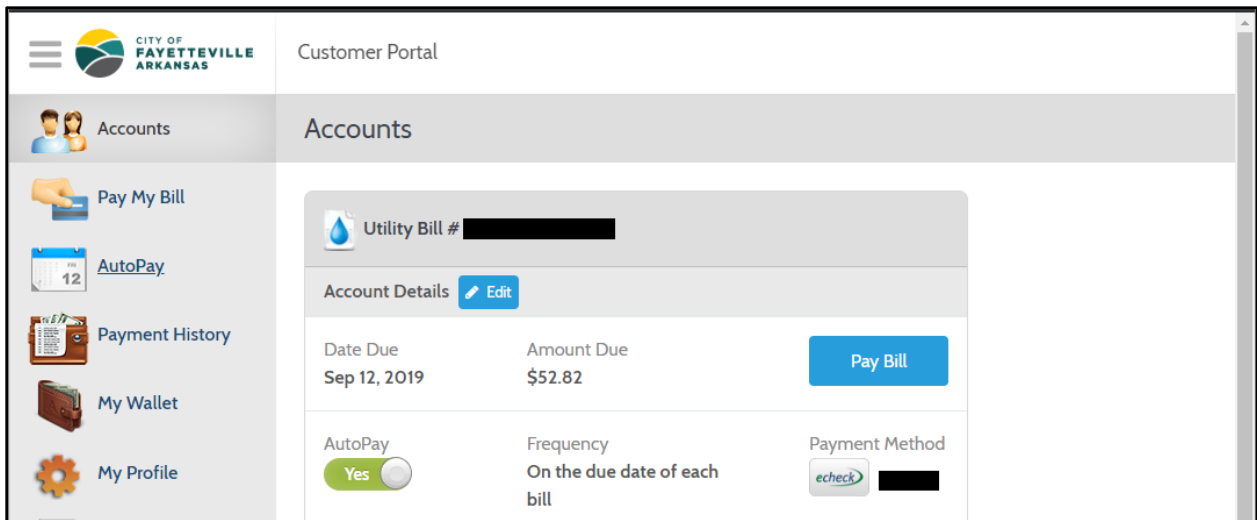 CITY OF
FAYETTEVILLE
ARKANSAS
Customer Portal
Accounts
Pay My Bill
FRI
12
AutoPay
Payment History
My Wallet
My Profile
Accounts
Utility Bill #
Account Details
Edit
Date Due
Sep 12, 2019
Amount Due
$52.82
Pay Bill
AutoPay
Yes
Frequency
On the due date of each
bill
Payment Method
echeck